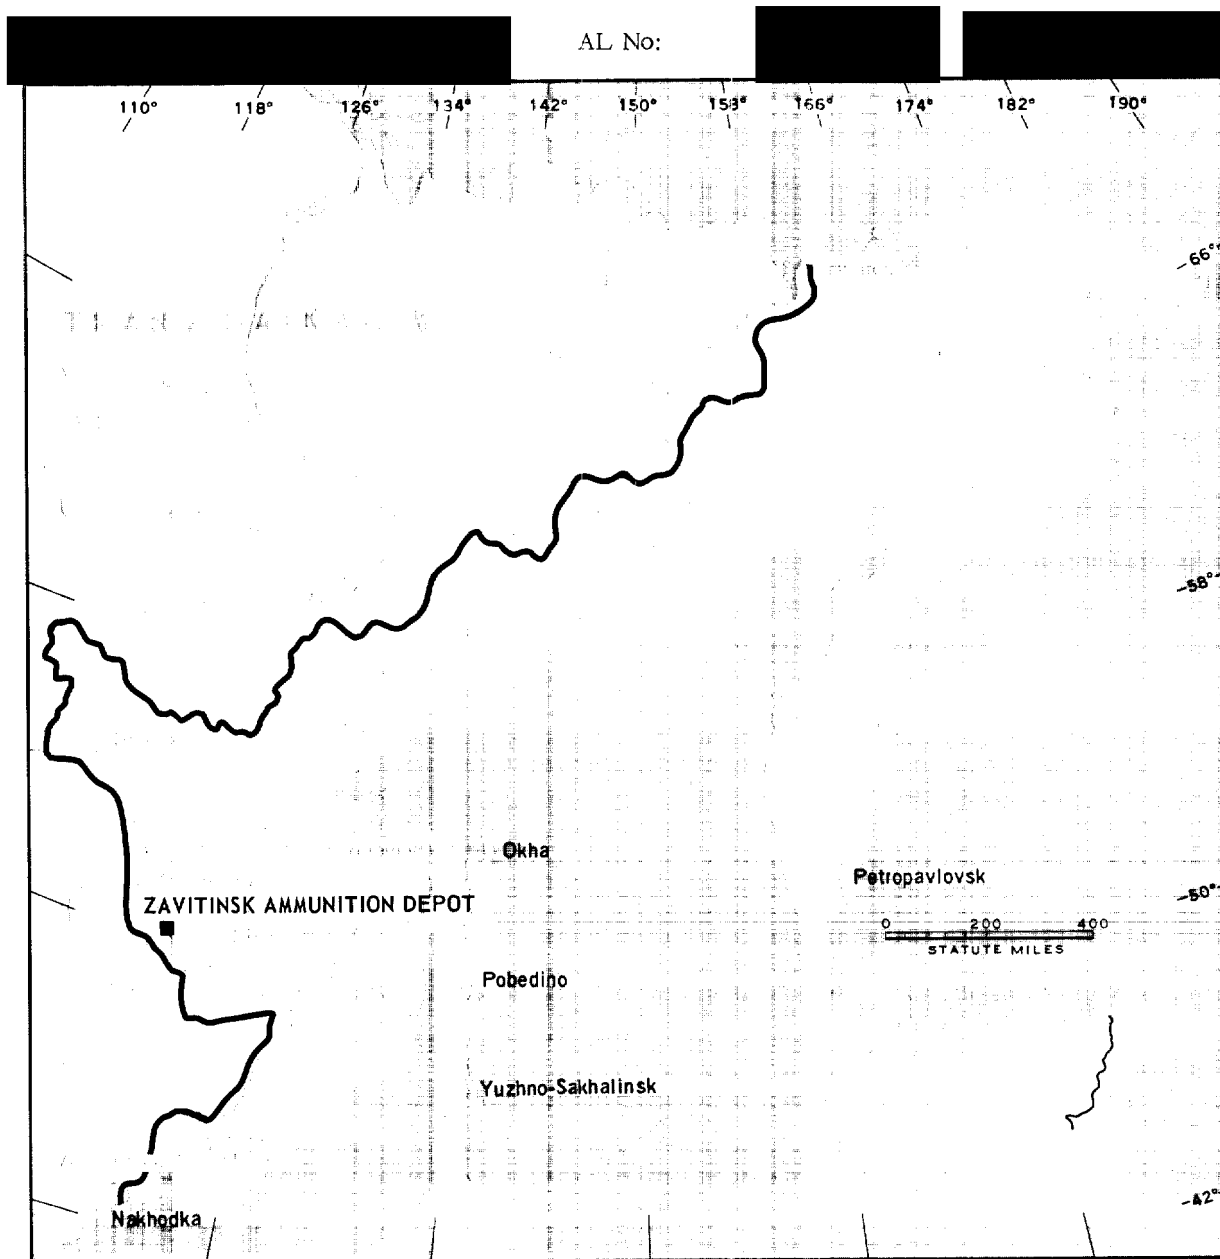 AL No:
110° 118° 126° 134° 142° 150° 158° 166° 174° 182° 190°
-66°
-58°
Okha
Petropavlovsk
-50°
ZAVITINSK AMMUNITION DEPOT
0 200 400
STATUTE MILES
Pobedino
Yuzhno-Sakhalinsk
-42°
Nakhodka